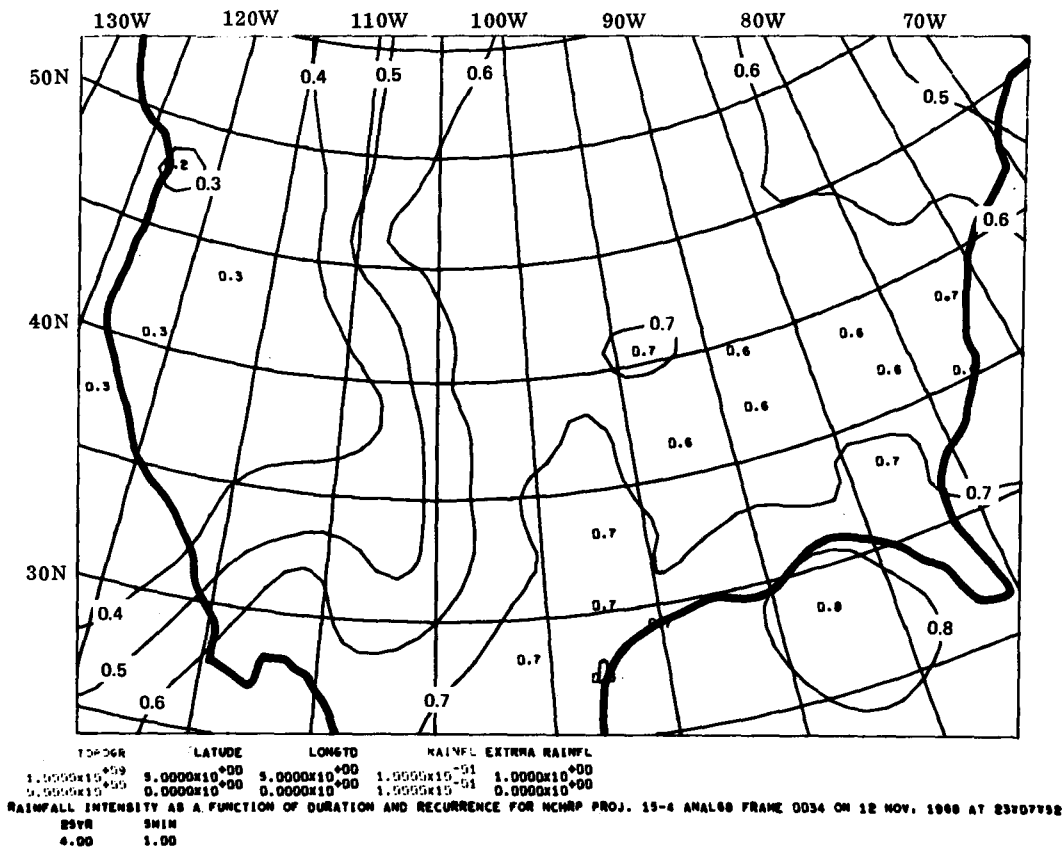 130W 120W 110W 100W 90W 80W 70W
50N
40N
30N
0.4 0.5 0.6 0.6
0.5
0.3
0.6
0.3 0.7
0.3 0.7 0.7 0.6 0.6
0.3 0.6
0.6
0.6
0.7
0.7
0.7
0.4 0.7 0.8
0.8
0.5 0.7
0.6 0.7
LATUDE LONGTD RAINFL EXTRMA RAINFL
5.0000X10+00 5.0000X10+00 1.0000X10+00
0.0000X10+00 0.0000X10+00 0.0000X10+00
RAINFALL INTENSITY AS A FUNCTION OF DURATION AND RECURRENCE FOR NCHRP PROJ. 15-4 FRAME 0034 ON 12 NOV. 1968 AT
25YR 5MIN
4.00 1.00